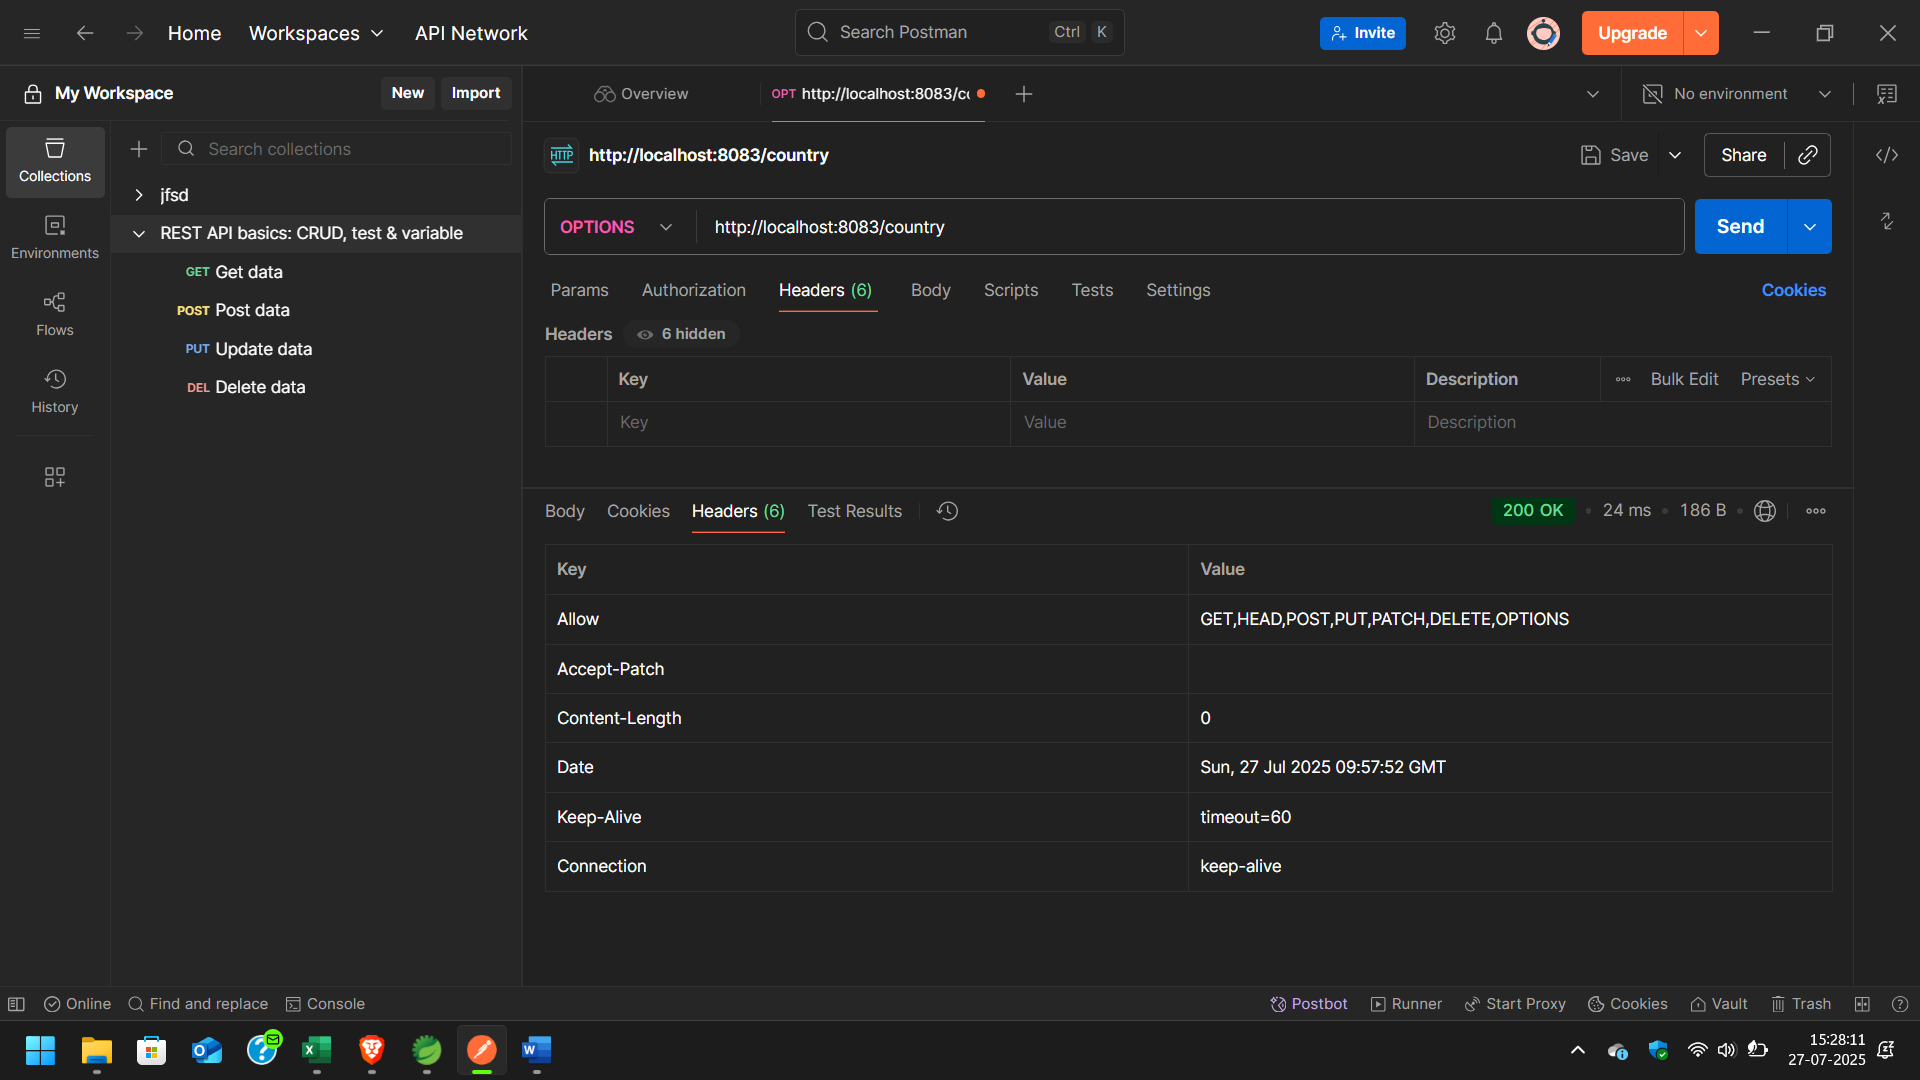 Home Workspaces API Network Search Postman Ctrl K Invite Upgrade
My Workspace New Import Overview OPT http://localhost:8083/c No environment
Collections
Search collections
http://localhost:8083/country Save Share
jfsd
REST API basics: CRUD, test & variable
OPTIONS http://localhost:8083/country Send
Environments
GET Get data
Params Authorization Headers (6) Body Scripts Tests Settings Cookies
POST Post data
Flows
Headers 6 hidden
PUT Update data
Key Value Description Bulk Edit Presets
DEL Delete data
History
Key Value Description
Body Cookies Headers (6) Test Results 200 OK 24 ms 186 B
Key Value
Allow GET,HEAD,POST,PUT,PATCH,DELETE,OPTIONS
Accept-Patch
Content-Length 0
Date Sun, 27 Jul 2025 09:57:52 GMT
Keep-Alive timeout=60
Connection keep-alive
Online Find and replace Console Postbot Runner Start Proxy Cookies Vault Trash
15:28:11
27-07-2025